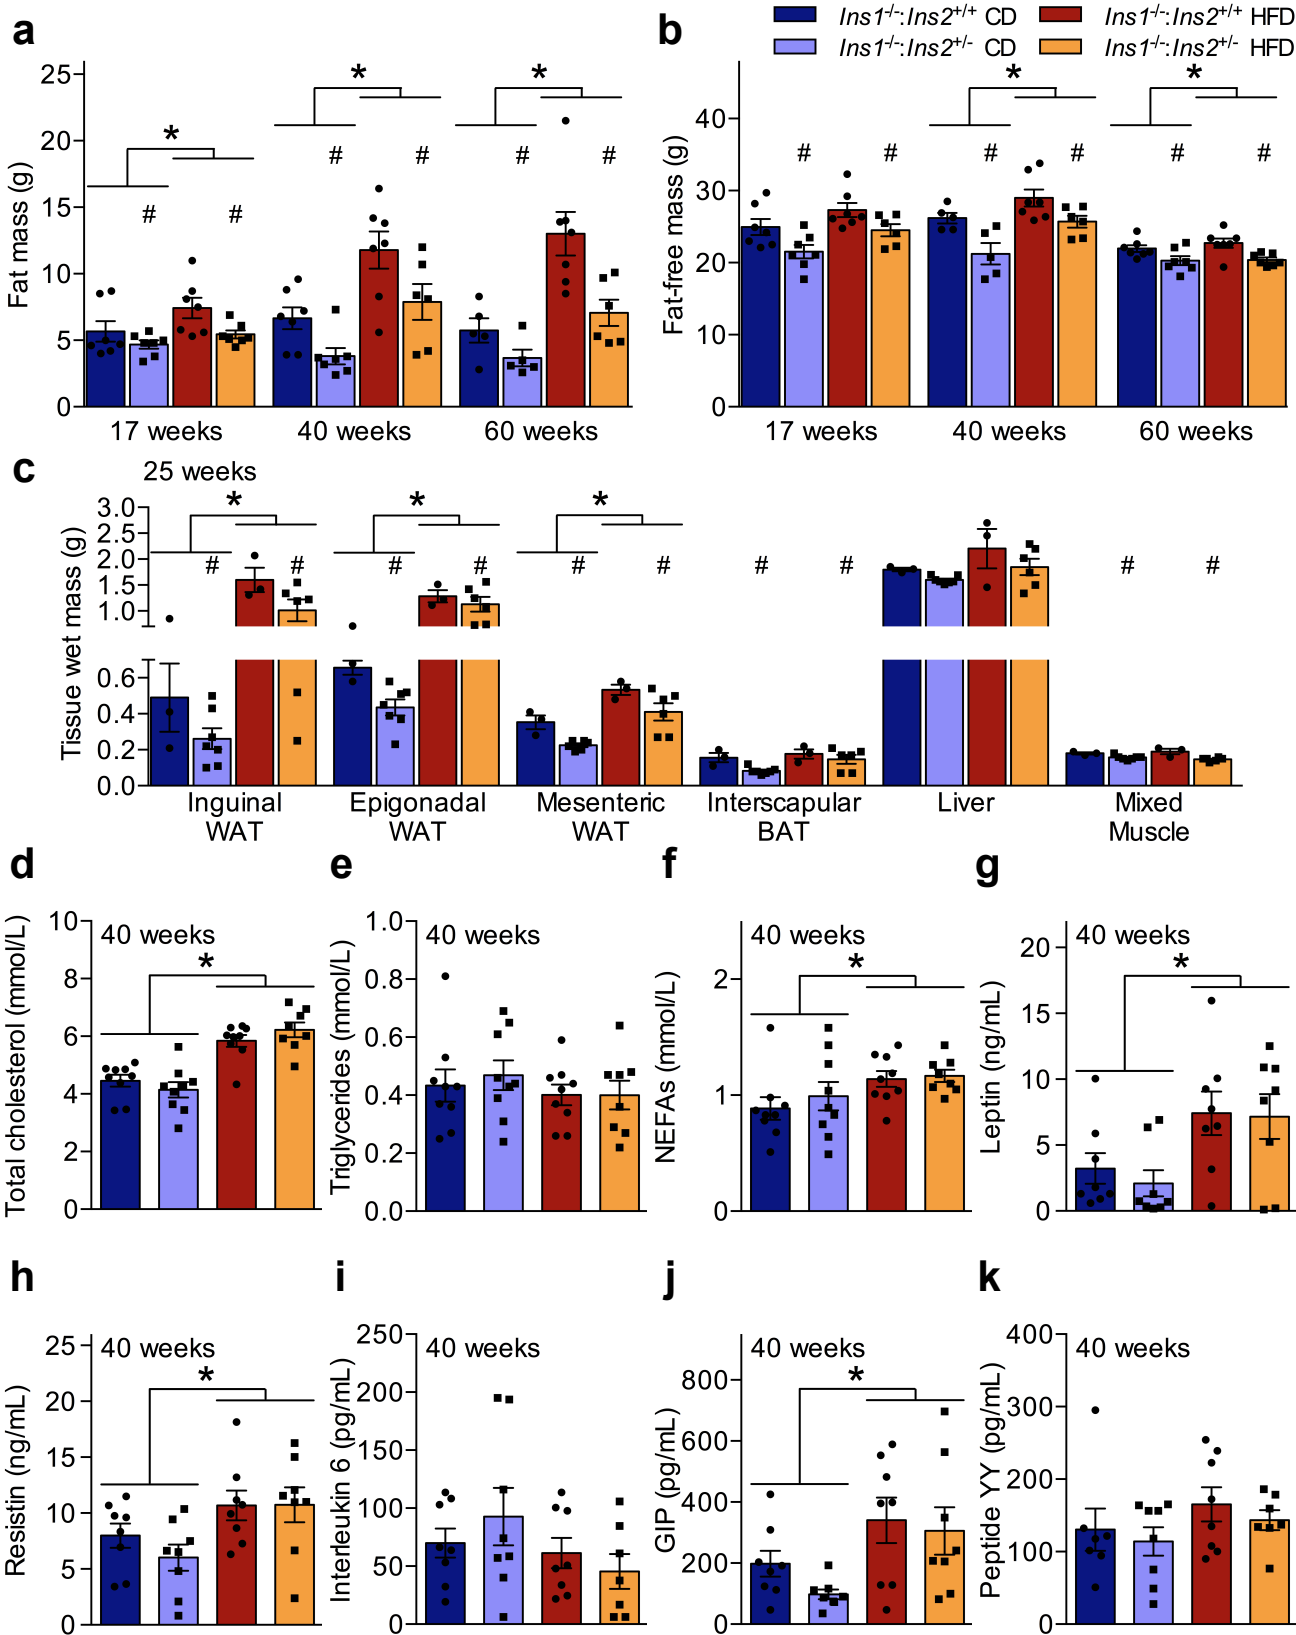 a
b
Ins1-/-:Ins2+/+ CD
Ins1-/-:Ins2+/+ HFD
Ins1-/-:Ins2+/- CD
Ins1-/-:Ins2+/- HFD
Fat mass (g)
25
20
15
10
5
0
*
*
*
# # # # # #
17 weeks 40 weeks 60 weeks
Fat-free mass (g)
40
30
20
10
0
* *
# # # # # #
17 weeks 40 weeks 60 weeks
c
25 weeks
Tissue wet mass (g)
3.0
2.5
2.0
1.5
1.0
0.6
0.4
0.2
0.0
* * *
# # # # # # # # # #
Inguinal
WAT
Epigonadal
WAT
Mesenteric
WAT
Interscapular
BAT
Liver
Mixed
Muscle
d
40 weeks
Total cholesterol (mmol/L)
10
8
6
4
2
0
*
e
40 weeks
Triglycerides (mmol/L)
1.0
0.8
0.6
0.4
0.2
0.0
f
40 weeks
NEFAs (mmol/L)
2
1
0
*
g
40 weeks
Leptin (ng/mL)
20
15
10
5
0
*
h
40 weeks
Resistin (ng/mL)
25
20
15
10
5
0
*
i
40 weeks
Interleukin 6 (pg/mL)
250
200
150
100
50
0
j
40 weeks
GIP (pg/mL)
800
600
400
200
0
*
k
40 weeks
Peptide YY (pg/mL)
400
300
200
100
0